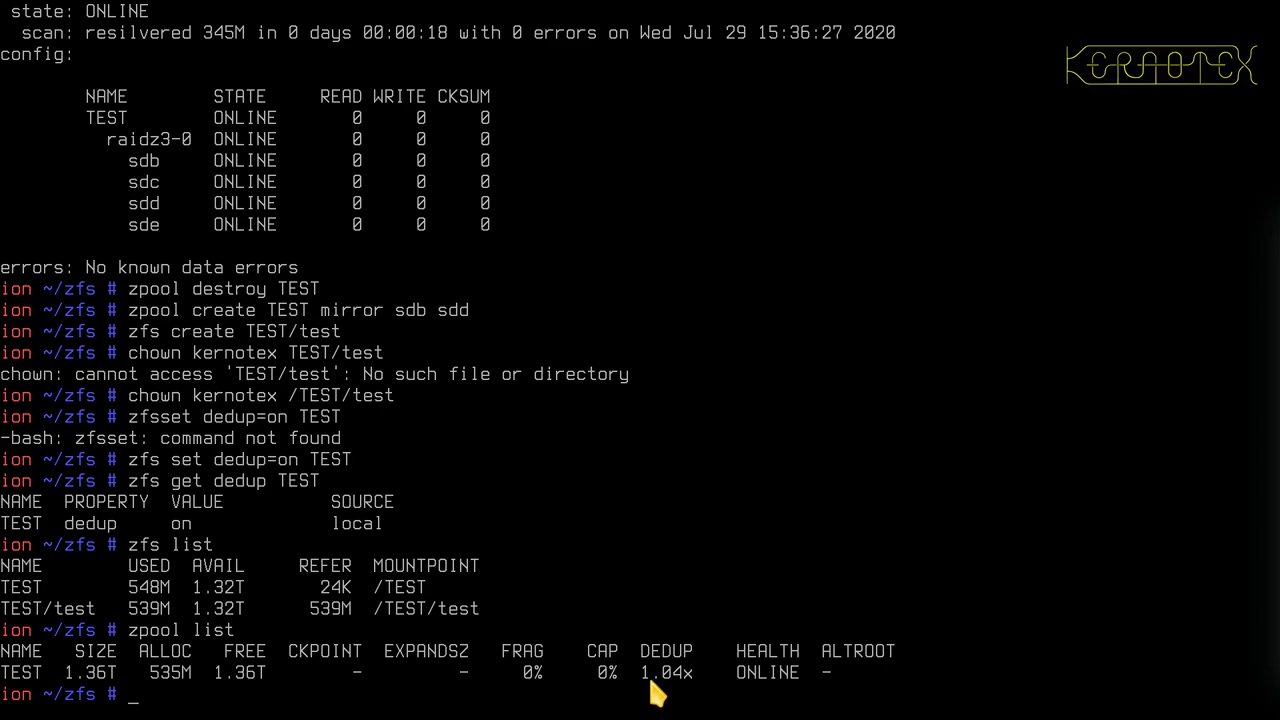 state: ONLINE
scan: resilvered 345M in 0 days 00:00:18 with 0 errors on Wed Jul 29 15:36:27 2020
config:
KERNOTEX
NAME STATE READ WRITE CKSUM
TEST ONLINE 0 0 0
raidz3-0 ONLINE 0 0 0
sdb ONLINE 0 0 0
sdc ONLINE 0 0 0
sdd ONLINE 0 0 0
sde ONLINE 0 0 0
errors: No known data errors
ion ~/zfs # zpool destroy TEST
ion ~/zfs # zpool create TEST mirror sdb sdd
ion ~/zfs # zfs create TEST/test
ion ~/zfs # chown kernotex TEST/test
chown: cannot access 'TEST/test': No such file or directory
ion ~/zfs # chown kernotex /TEST/test
ion ~/zfs # zfsset dedup=on TEST
-bash: zfsset: command not found
ion ~/zfs # zfs set dedup=on TEST
ion ~/zfs # zfs get dedup TEST
NAME PROPERTY VALUE SOURCE
TEST dedup on local
ion ~/zfs # zfs list
NAME USED AVAIL REFER MOUNTPOINT
TEST 548M 1.32T 24K /TEST
TEST/test 539M 1.32T 539M /TEST/test
ion ~/zfs # zpool list
NAME SIZE ALLOC FREE CKPOINT EXPANDSZ FRAG CAP DEDUP HEALTH ALTROOT
TEST 1.36T 535M 1.36T - - 0% 0% 1.04x ONLINE -
ion ~/zfs # _